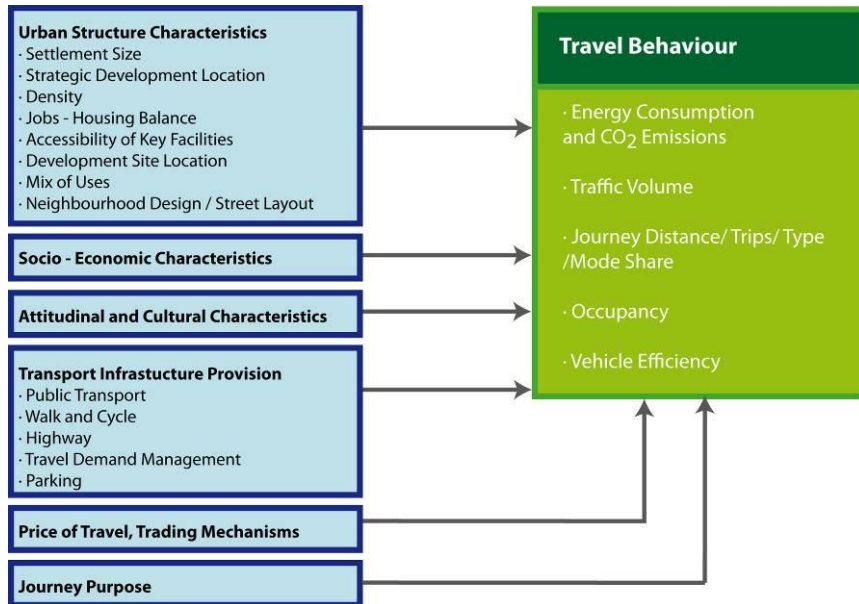 Urban Structure Characteristics
· Settlement Size
· Strategic Development Location
· Density
· Jobs - Housing Balance
· Accessibility of Key Facilities
· Development Site Location
· Mix of Uses
· Neighbourhood Design / Street Layout
Socio - Economic Characteristics
Attitudinal and Cultural Characteristics
Transport Infrastucture Provision
· Public Transport
· Walk and Cycle
· Highway
· Travel Demand Management
· Parking
Price of Travel, Trading Mechanisms
Journey Purpose
Travel Behaviour
· Energy Consumption
and CO2 Emissions
· Traffic Volume
· Journey Distance/ Trips/ Type
/Mode Share
· Occupancy
· Vehicle Efficiency